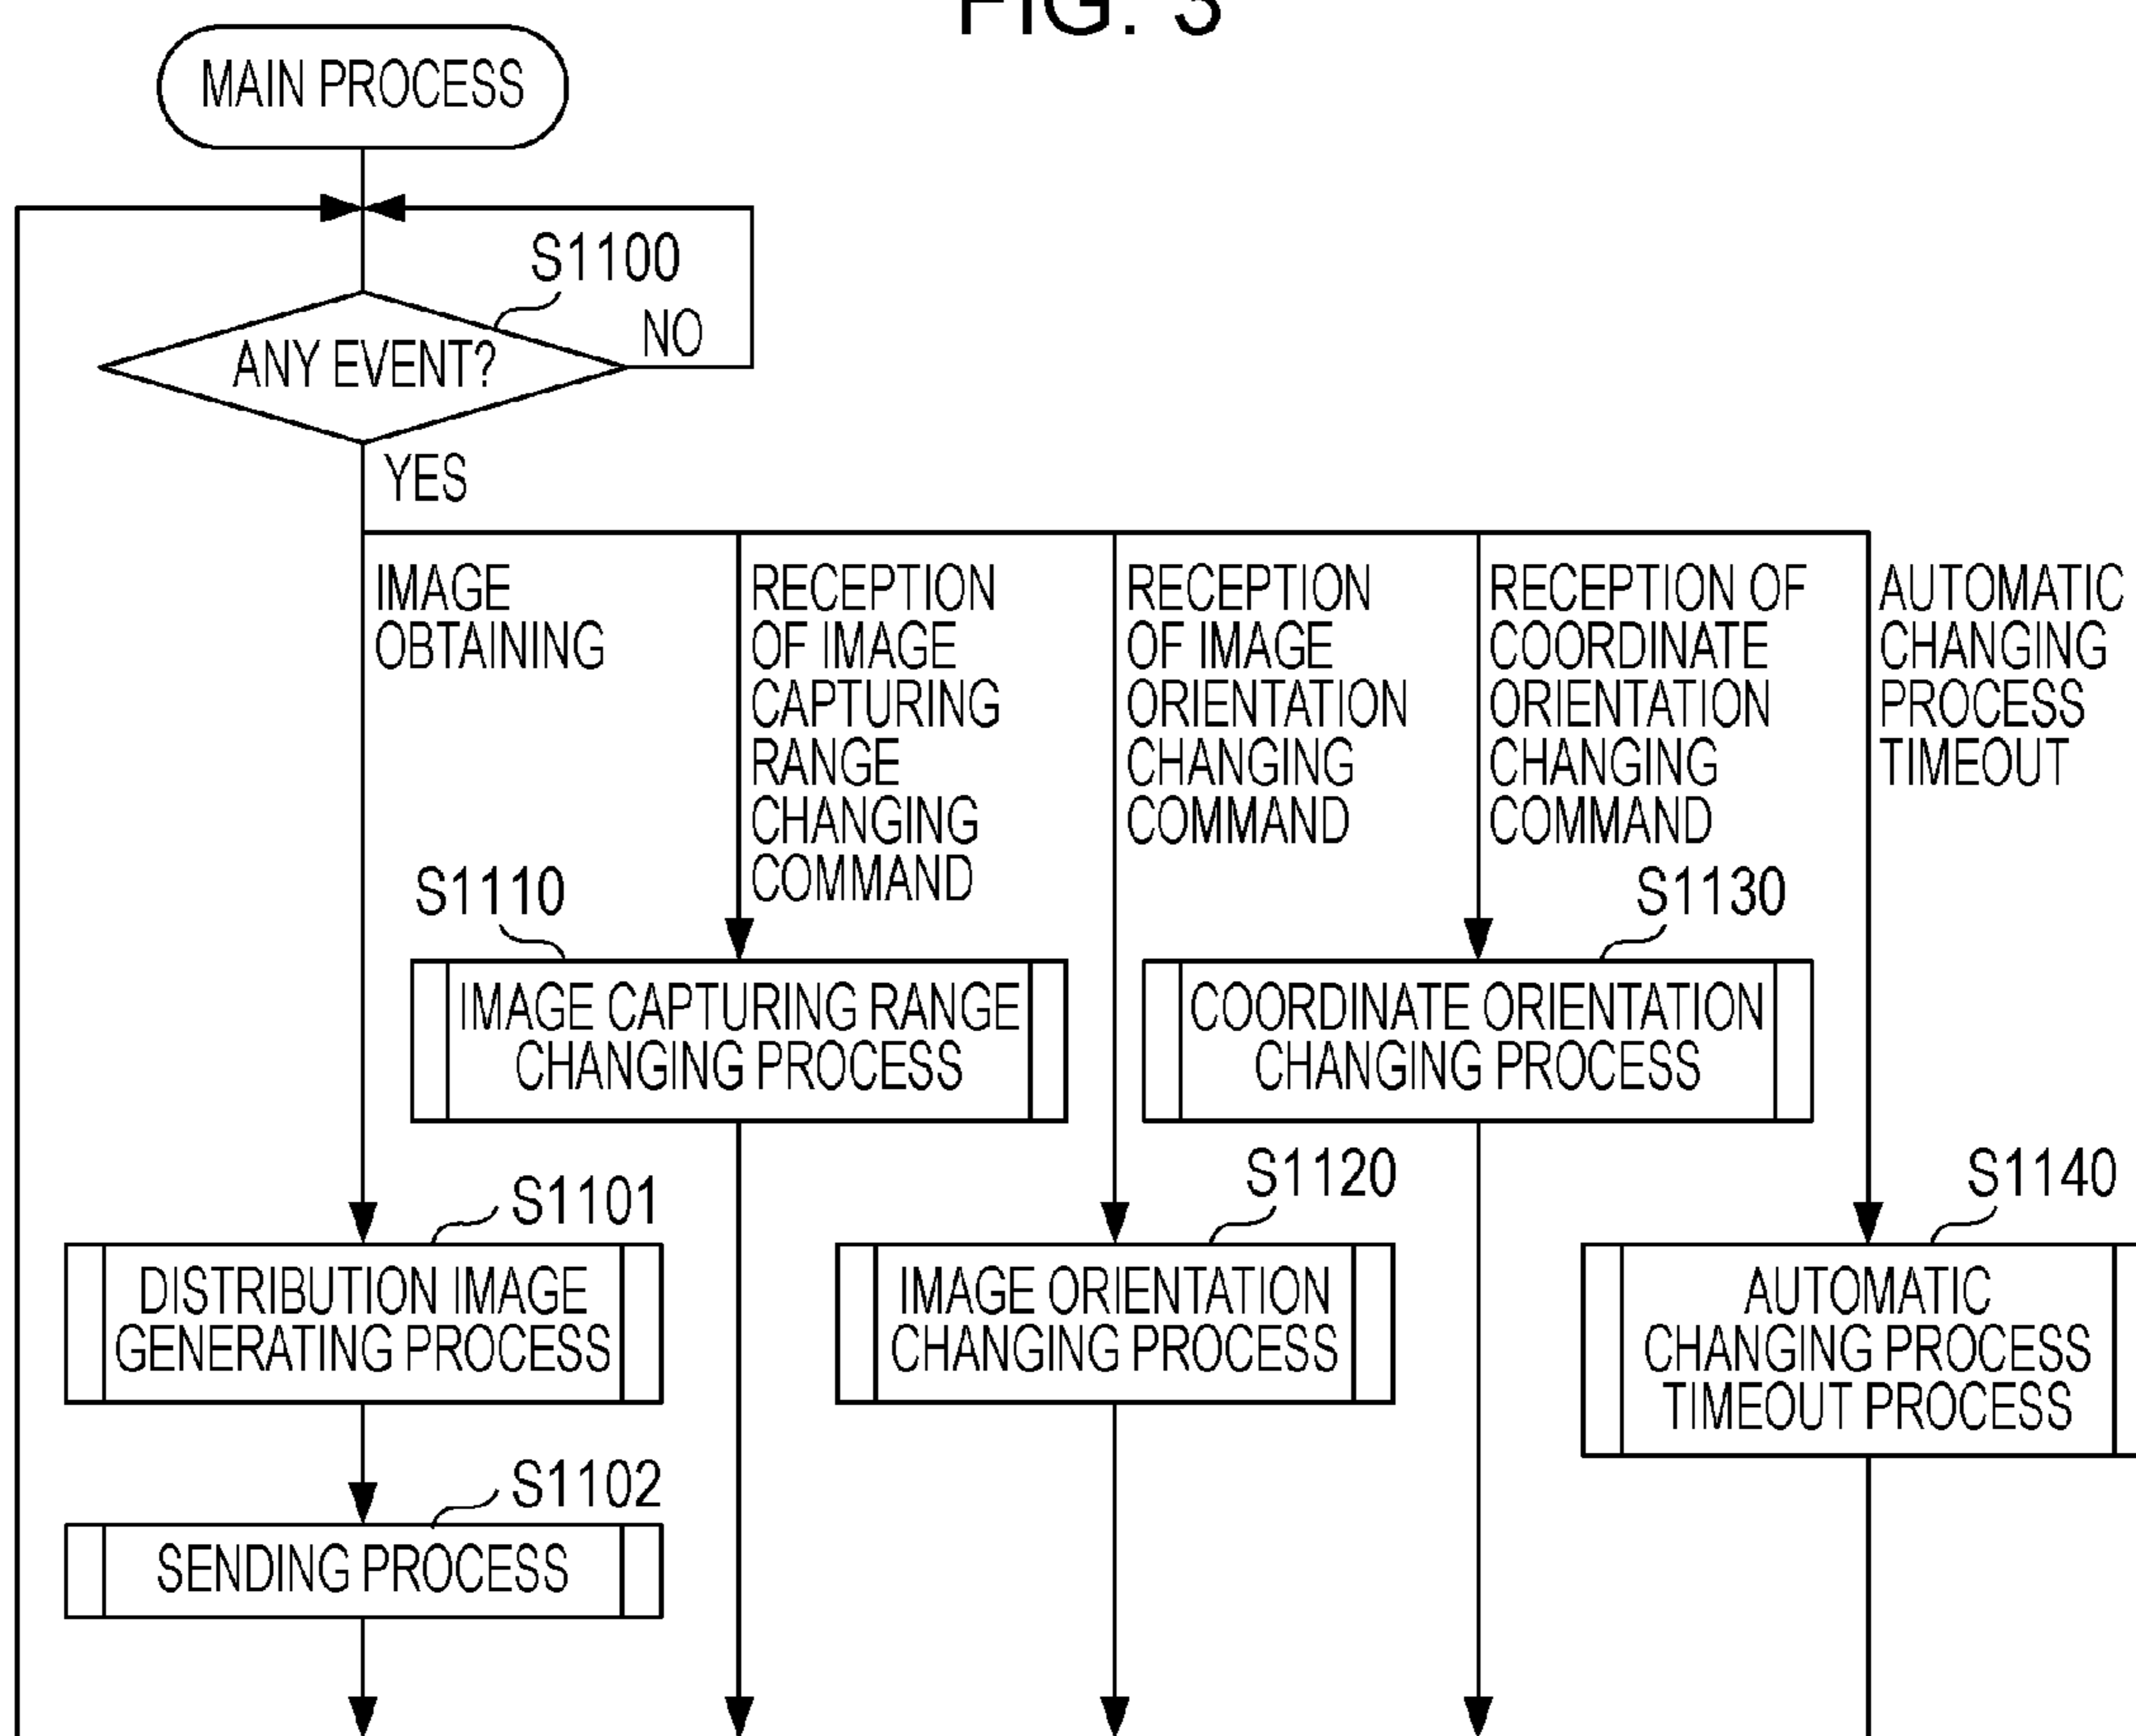 FIG. 3
MAIN PROCESS
S1100
NO
ANY EVENT?
YES
IMAGE
OBTAINING
RECEPTION
OF IMAGE
CAPTURING
RANGE
CHANGING
COMMAND
RECEPTION
OF IMAGE
ORIENTATION
CHANGING
COMMAND
RECEPTION OF
COORDINATE
ORIENTATION
CHANGING
COMMAND
AUTOMATIC
CHANGING
PROCESS
TIMEOUT
S1110
IMAGE CAPTURING RANGE
CHANGING PROCESS
S1130
COORDINATE ORIENTATION
CHANGING PROCESS
S1101
DISTRIBUTION IMAGE
GENERATING PROCESS
S1120
IMAGE ORIENTATION
CHANGING PROCESS
S1140
AUTOMATIC
CHANGING PROCESS
TIMEOUT PROCESS
S1102
SENDING PROCESS